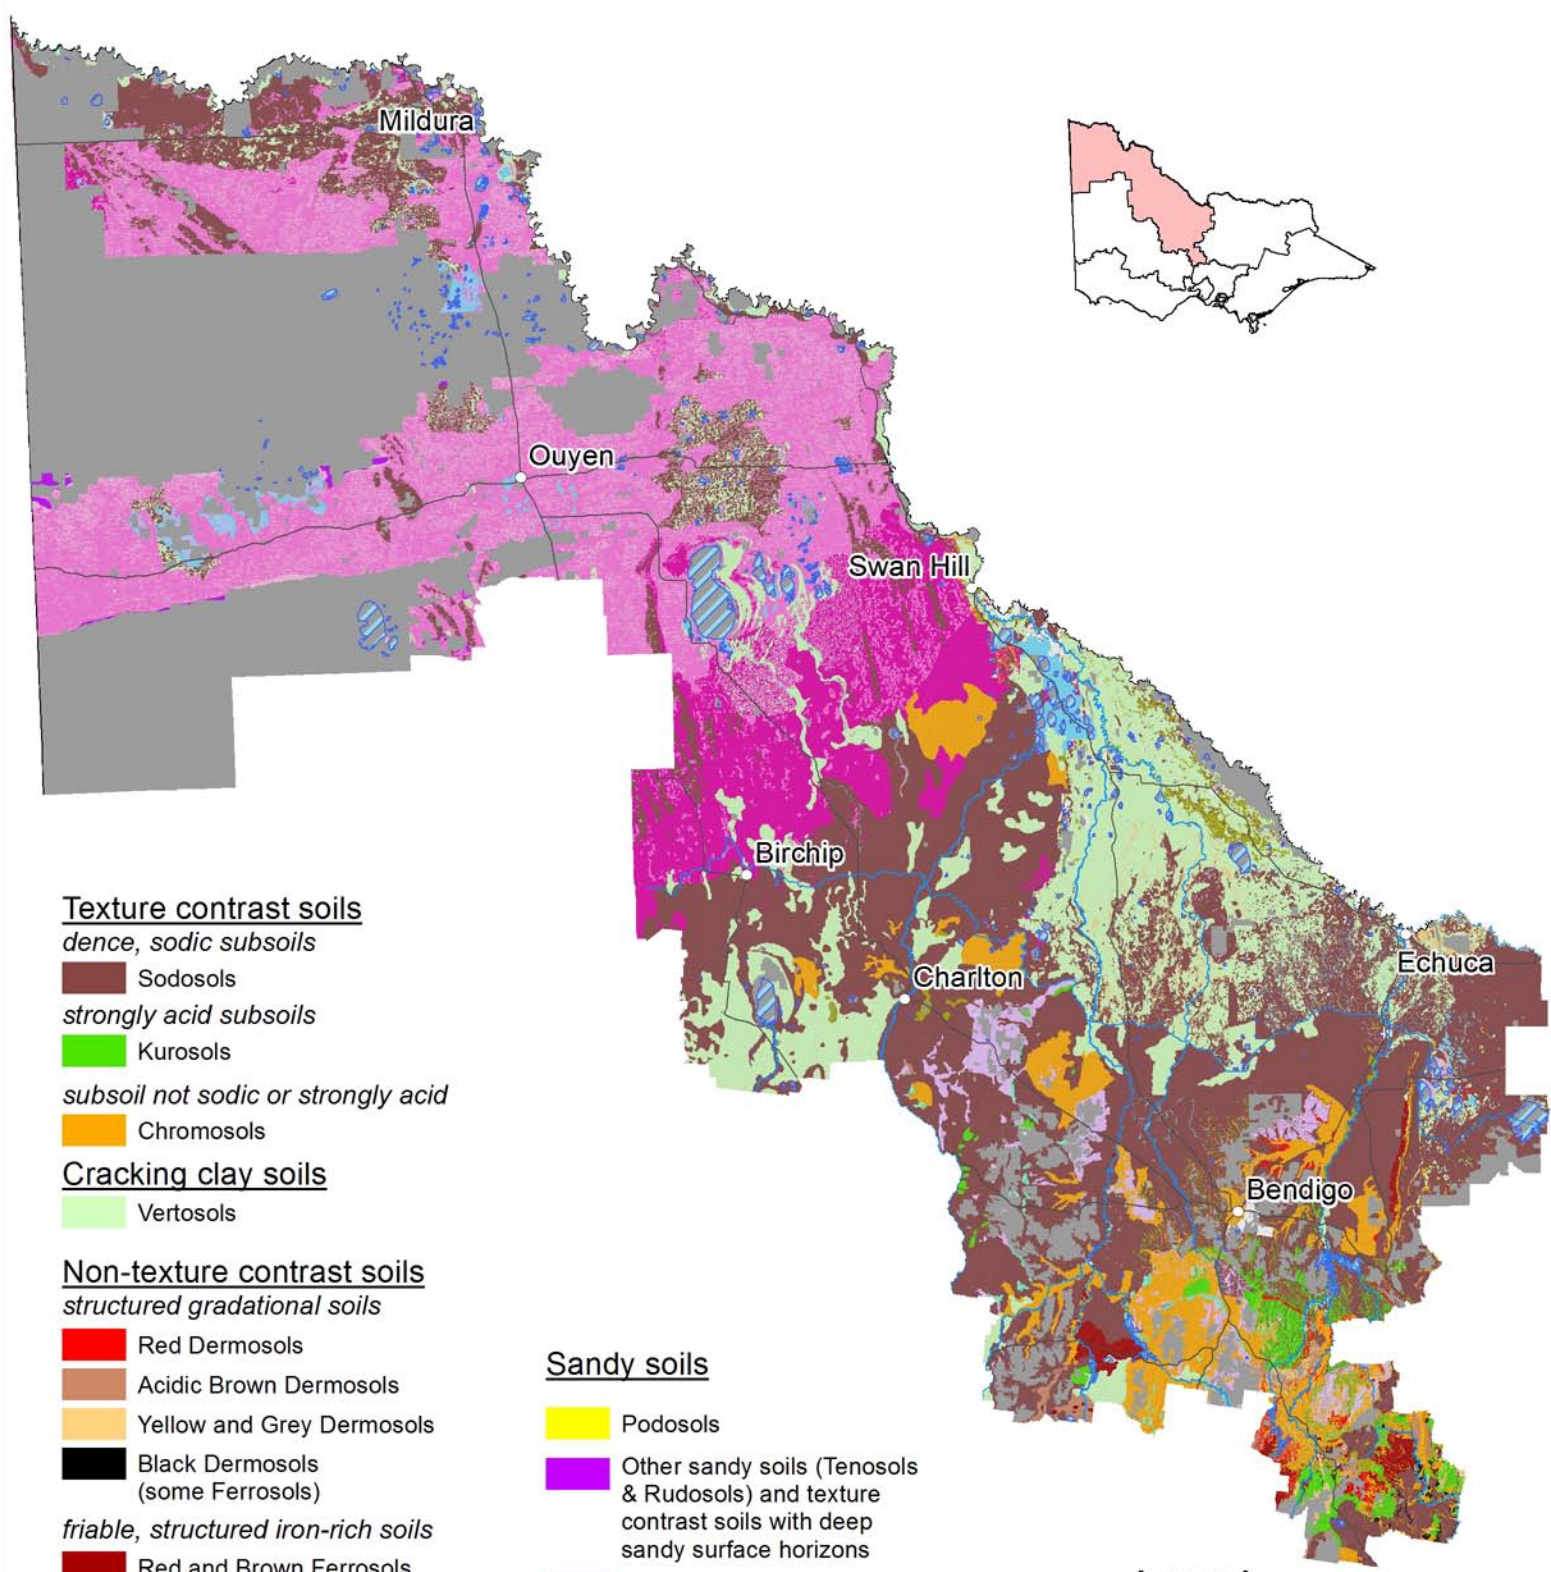 Mildura
Ouyen
Swan Hill
Birchip
Charlton
Echuca
Bendigo
Texture contrast soils
dence, sodic subsoils
Sodosols
strongly acid subsoils
Kurosols
subsoil not sodic or strongly acid
Chromosols
Cracking clay soils
Vertosols
Non-texture contrast soils
structured gradational soils
Red Dermosols
Acidic Brown Dermosols
Yellow and Grey Dermosols
Black Dermosols
(some Ferrosols)
friable, structured iron-rich soils
Red and Brown Ferrosols
Sandy soils
Podosols
Other sandy soils (Tenosols
& Rudosols) and texture
contrast soils with deep
sandy surface horizons